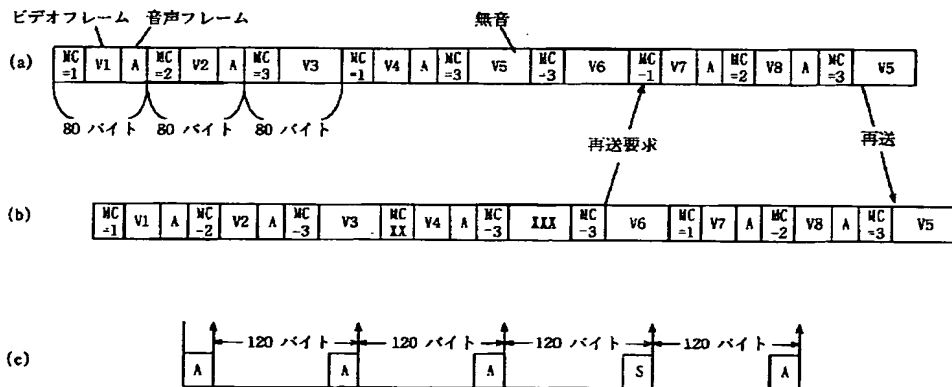 ビデオフレーム 音声フレーム 無音
(a) MC=1 V1 A MC=2 V2 A MC=3 V3 MC=1 V4 A MC=3 V5 MC-3 V6 MC-1 V7 A MC=2 V8 A MC=3 V5
80 バイト 80 バイト 80 バイト
再送要求 再送
(b) MC=1 V1 A MC-2 V2 A MC-3 V3 MC XX V4 A MC-3 XXX MC-3 V6 MC=1 V7 A MC-2 V8 A MC=3 V5
120 バイト 120 バイト 120 バイト 120 バイト
(c) A A A S A